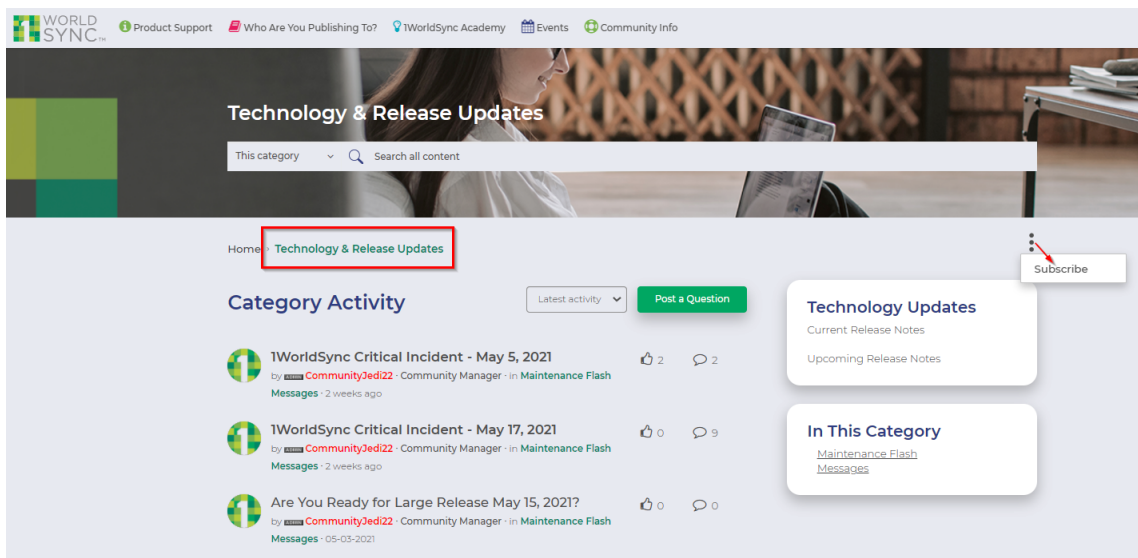 WORLD
SYNC™
Product Support Who Are You Publishing To? 1WorldSync Academy Events Community Info
Technology & Release Updates
This category Search all content
Home › Technology & Release Updates
Subscribe
Category Activity Latest activity Post a Question
1WorldSync Critical Incident - May 5, 2021 2 2
by ADMIN CommunityJedi22 · Community Manager · in Maintenance Flash
Messages · 2 weeks ago
1WorldSync Critical Incident - May 17, 2021 0 9
by ADMIN CommunityJedi22 · Community Manager · in Maintenance Flash
Messages · 2 weeks ago
Are You Ready for Large Release May 15, 2021? 0 0
by ADMIN CommunityJedi22 · Community Manager · in Maintenance Flash
Messages · 05-03-2021
Technology Updates
Current Release Notes
Upcoming Release Notes
In This Category
Maintenance Flash
Messages